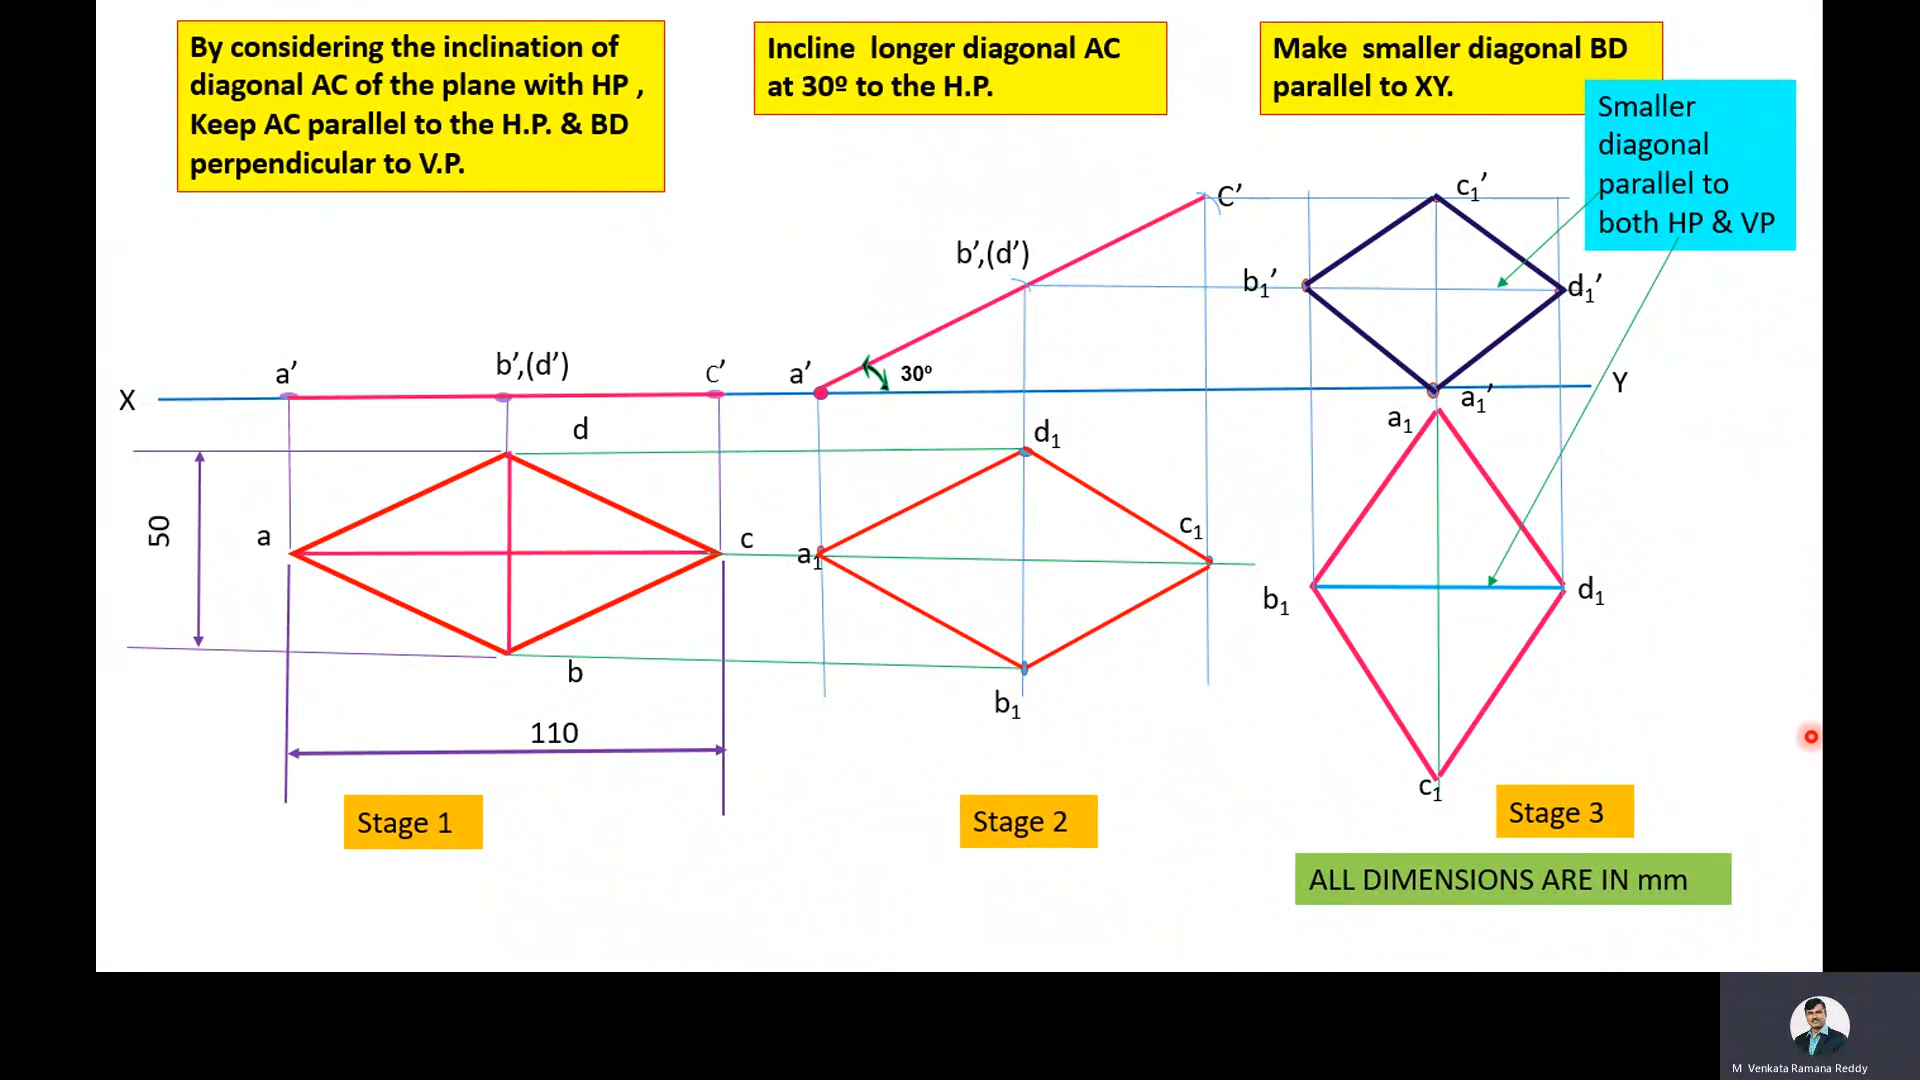 By considering the inclination of
diagonal AC of the plane with HP ,
Keep AC parallel to the H.P. & BD
perpendicular to V.P.
Incline longer diagonal AC
at 30º to the H.P.
Make smaller diagonal BD
parallel to XY.
Smaller
diagonal
parallel to
both HP & VP
C’
c₁’
b’,(d’)
b₁’
d₁’
a’
b’,(d’)
C’
a’
30º
X
Y
a₁’
a₁
d
d₁
50
a
c
a₁
c₁
b₁
d₁
b
b₁
110
c₁
Stage 1
Stage 2
Stage 3
ALL DIMENSIONS ARE IN mm
M Venkata Ramana Reddy